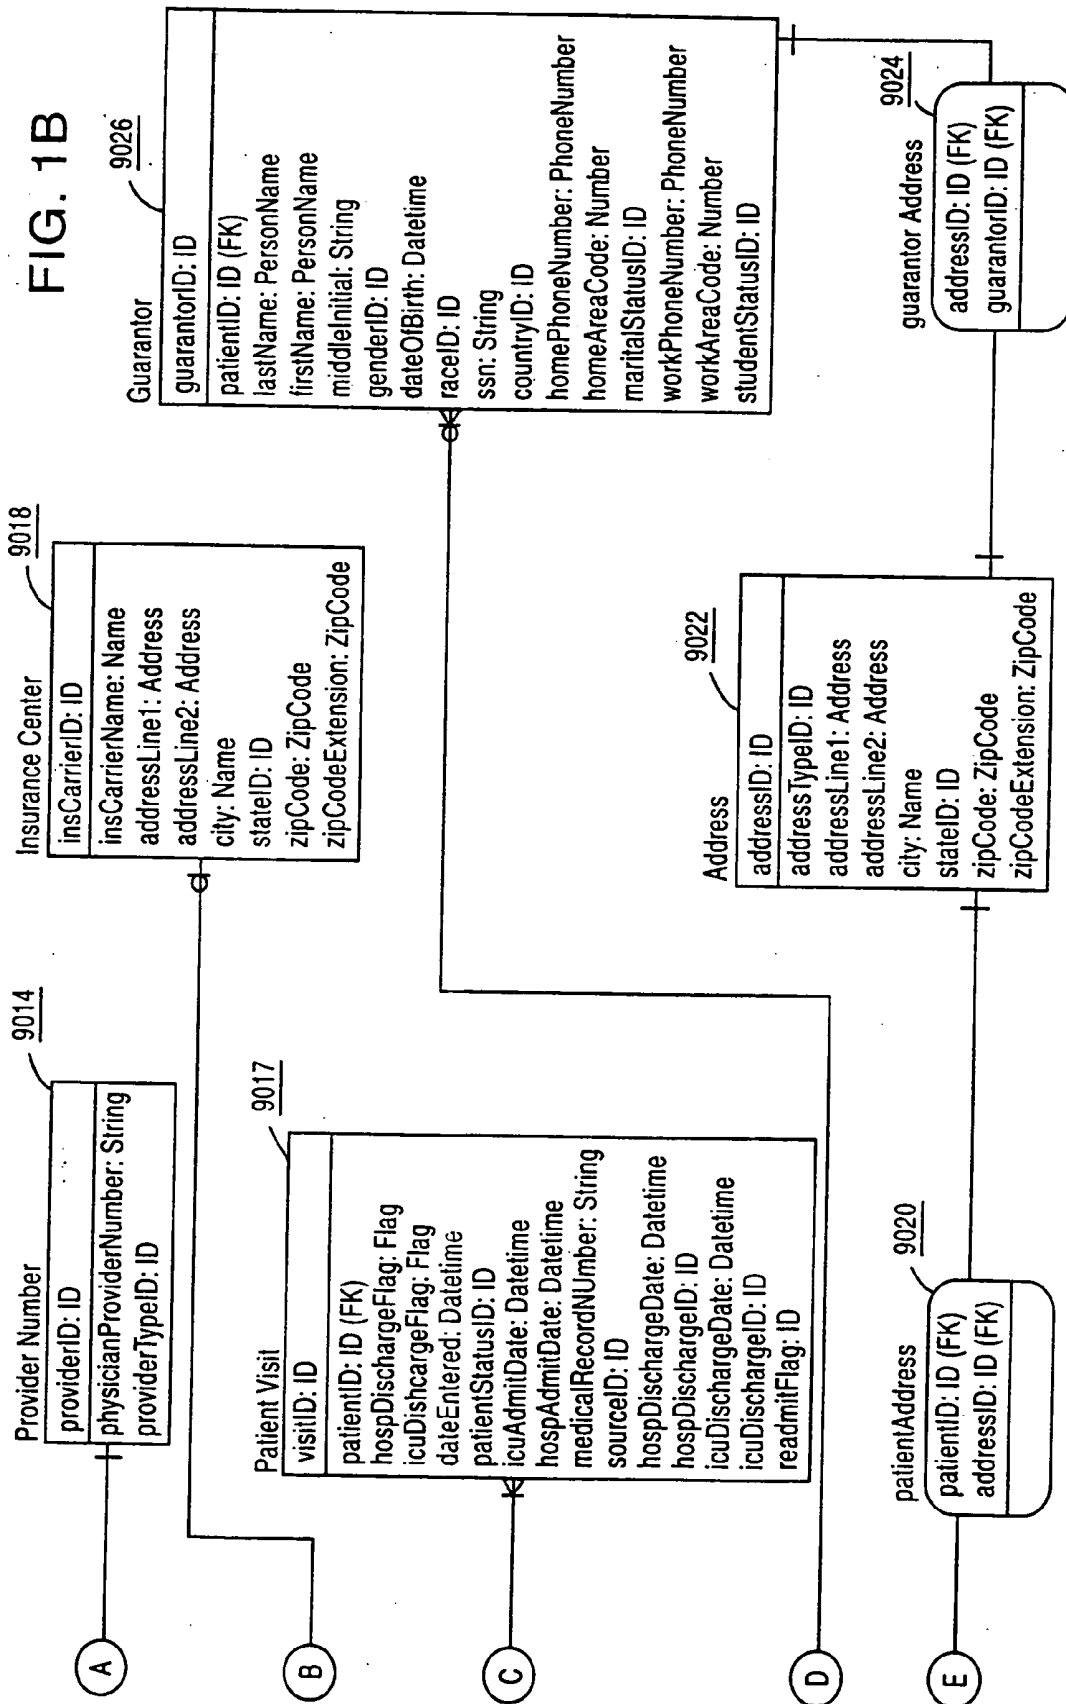 FIG. 1B
Provider Number
9014
providerID: ID
physicianProviderNumber: String
providerTypeID: ID
Insurance Center
9018
insCarrierID: ID
insCarrierName: Name
addressLine1: Address
addressLine2: Address
city: Name
stateID: ID
zipCode: ZipCode
zipCodeExtension: ZipCode
Guarantor
9026
guarantorID: ID
patientID: ID (FK)
lastName: PersonName
firstName: PersonName
middleInitial: String
genderID: ID
dateOfBirth: Datetime
raceID: ID
ssn: String
countryID: ID
homePhoneNumber: PhoneNumber
homeAreaCode: Number
maritalStatusID: ID
workPhoneNumber: PhoneNumber
workAreaCode: Number
studentStatusID: ID
Patient Visit
9017
visitID: ID
patientID: ID (FK)
hospDischargeFlag: Flag
icuDishcargeFlag: Flag
dateEntered: Datetime
patientStatusID: ID
icuAdmitDate: Datetime
hospAdmitDate: Datetime
medicalRecordNUmber: String
sourceID: ID
hospDischargeDate: Datetime
hospDischargeID: ID
icuDischargeDate: Datetime
icuDischargeID: ID
readmitFlag: ID
Address
9022
addressID: ID
addressTypeID: ID
addressLine1: Address
addressLine2: Address
city: Name
stateID: ID
zipCode: ZipCode
zipCodeExtension: ZipCode
patientAddress
9020
patientID: ID (FK)
addressID: ID (FK)
guarantor Address
9024
addressID: ID (FK)
guarantorID: ID (FK)
A
B
C
D
E